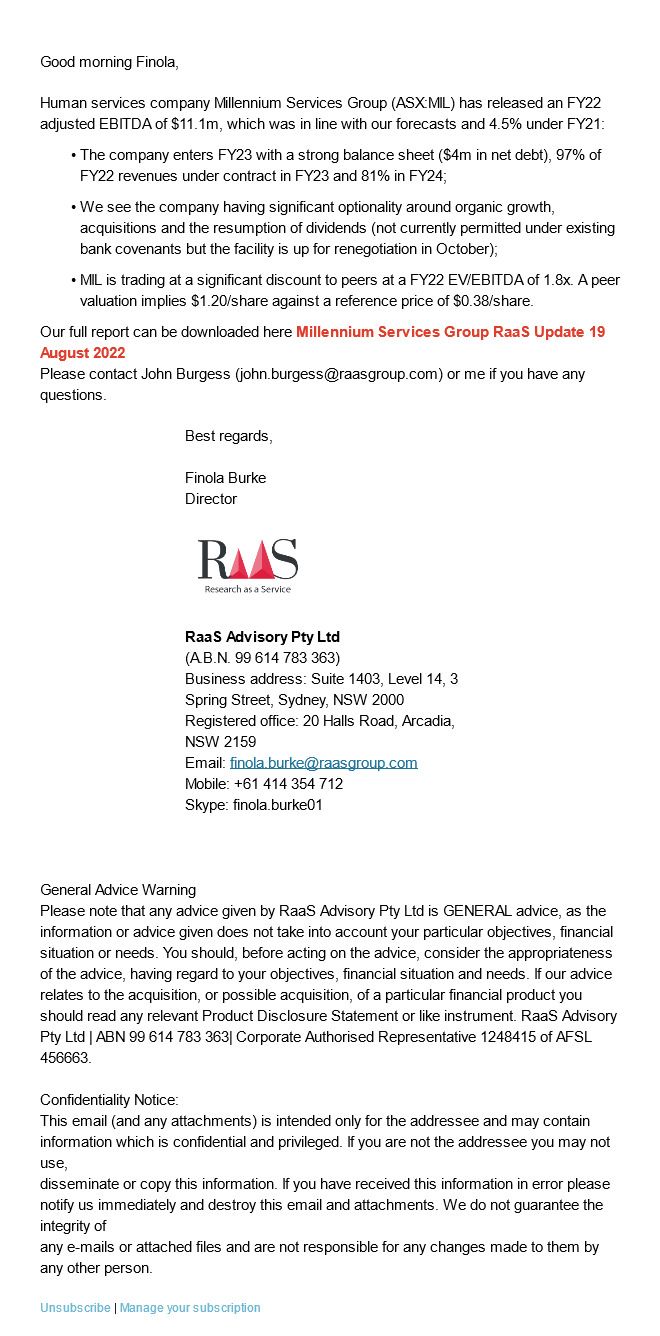 Good morning Finola,
Human services company Millennium Services Group (ASX:MIL) has released an FY22
adjusted EBITDA of $11.1m, which was in line with our forecasts and 4.5% under FY21:
• The company enters FY23 with a strong balance sheet ($4m in net debt), 97% of
FY22 revenues under contract in FY23 and 81% in FY24;
• We see the company having significant optionality around organic growth,
acquisitions and the resumption of dividends (not currently permitted under existing
bank covenants but the facility is up for renegotiation in October);
• MIL is trading at a significant discount to peers at a FY22 EV/EBITDA of 1.8x. A peer
valuation implies $1.20/share against a reference price of $0.38/share.
Our full report can be downloaded here Millennium Services Group RaaS Update 19
August 2022
Please contact John Burgess (john.burgess@raasgroup.com) or me if you have any
questions.
Best regards,
Finola Burke
Director
RaaS
Research as a Service
RaaS Advisory Pty Ltd
(A.B.N. 99 614 783 363)
Business address: Suite 1403, Level 14, 3
Spring Street, Sydney, NSW 2000
Registered office: 20 Halls Road, Arcadia,
NSW 2159
Email: finola.burke@raasgroup.com
Mobile: +61 414 354 712
Skype: finola.burke01
General Advice Warning
Please note that any advice given by RaaS Advisory Pty Ltd is GENERAL advice, as the
information or advice given does not take into account your particular objectives, financial
situation or needs. You should, before acting on the advice, consider the appropriateness
of the advice, having regard to your objectives, financial situation and needs. If our advice
relates to the acquisition, or possible acquisition, of a particular financial product you
should read any relevant Product Disclosure Statement or like instrument. RaaS Advisory
Pty Ltd | ABN 99 614 783 363| Corporate Authorised Representative 1248415 of AFSL
456663.
Confidentiality Notice:
This email (and any attachments) is intended only for the addressee and may contain
information which is confidential and privileged. If you are not the addressee you may not
use,
disseminate or copy this information. If you have received this information in error please
notify us immediately and destroy this email and attachments. We do not guarantee the
integrity of
any e-mails or attached files and are not responsible for any changes made to them by
any other person.
Unsubscribe | Manage your subscription